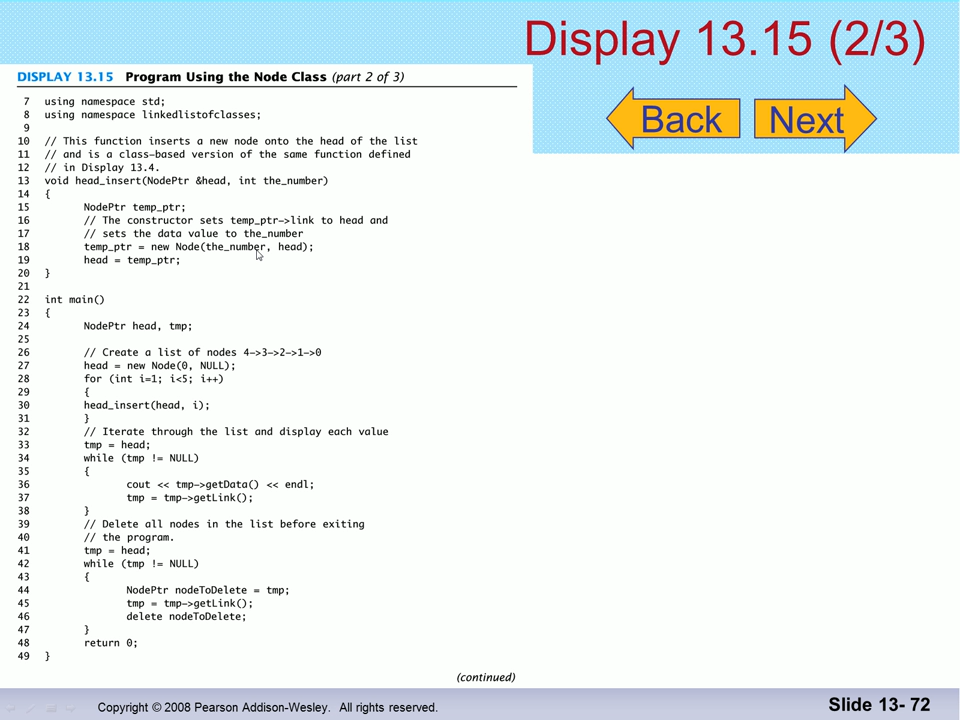 Display 13.15 (2/3)
Back Next
DISPLAY 13.15 Program Using the Node Class (part 2 of 3)
7 using namespace std;
8 using namespace linkedlistofclasses;
9
10 // This function inserts a new node onto the head of the list
11 // and is a class–based version of the same function defined
12 // in Display 13.4.
13 void head_insert(NodePtr &head, int the_number)
14 {
15 NodePtr temp_ptr;
16 // The constructor sets temp_ptr–>link to head and
17 // sets the data value to the_number
18 temp_ptr = new Node(the_number, head);
19 head = temp_ptr;
20 }
21
22 int main()
23 {
24 NodePtr head, tmp;
25
26 // Create a list of nodes 4–>3–>2–>1–>0
27 head = new Node(0, NULL);
28 for (int i=1; i<5; i++)
29 {
30 head_insert(head, i);
31 }
32 // Iterate through the list and display each value
33 tmp = head;
34 while (tmp != NULL)
35 {
36 cout << tmp–>getData() << endl;
37 tmp = tmp–>getLink();
38 }
39 // Delete all nodes in the list before exiting
40 // the program.
41 tmp = head;
42 while (tmp != NULL)
43 {
44 NodePtr nodeToDelete = tmp;
45 tmp = tmp–>getLink();
46 delete nodeToDelete;
47 }
48 return 0;
49 }
(continued)
Copyright © 2008 Pearson Addison-Wesley. All rights reserved.
Slide 13- 72